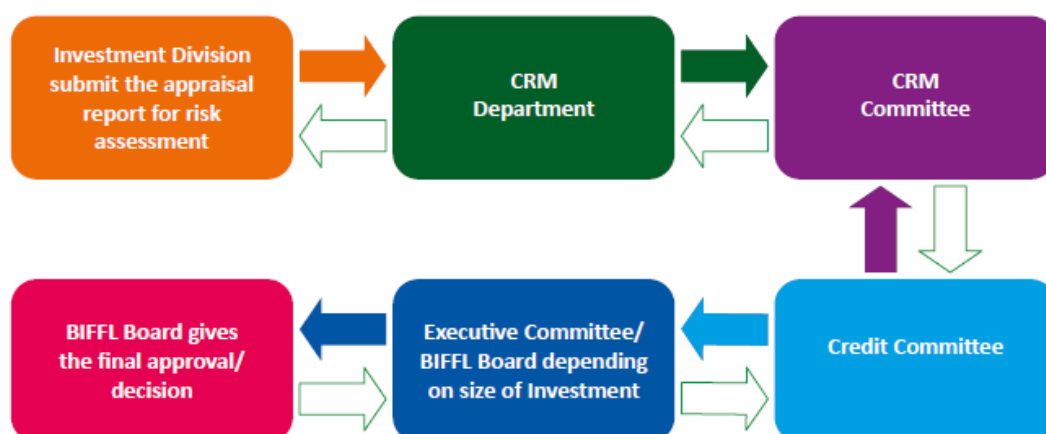 Investment Division
submit the appraisal
report for risk
assessment
CRM
Department
CRM
Committee
BIFFL Board gives
the final approval/
decision
Executive Committee/
BIFFL Board depending
on size of Investment
Credit Committee